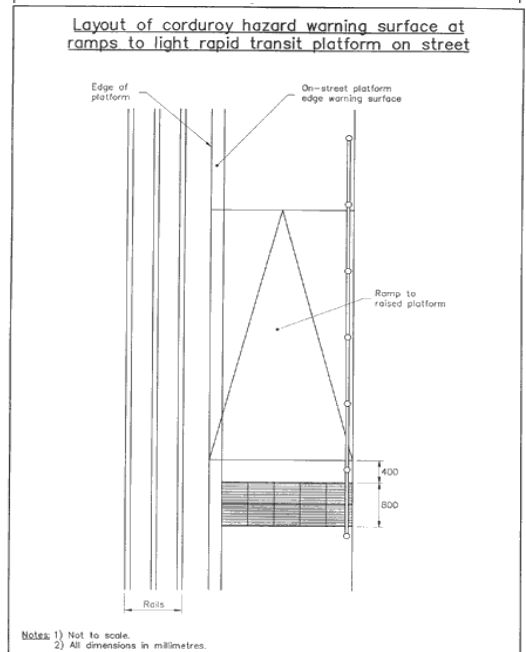 Layout of corduroy hazard warning surface at
ramps to light rapid transit platform on street
Edge of
platform
On-street platform
edge warning surface
Ramp to
raised platform
400
800
Rails
Notes: 1) Not to scale.
2) All dimensions in millimetres.